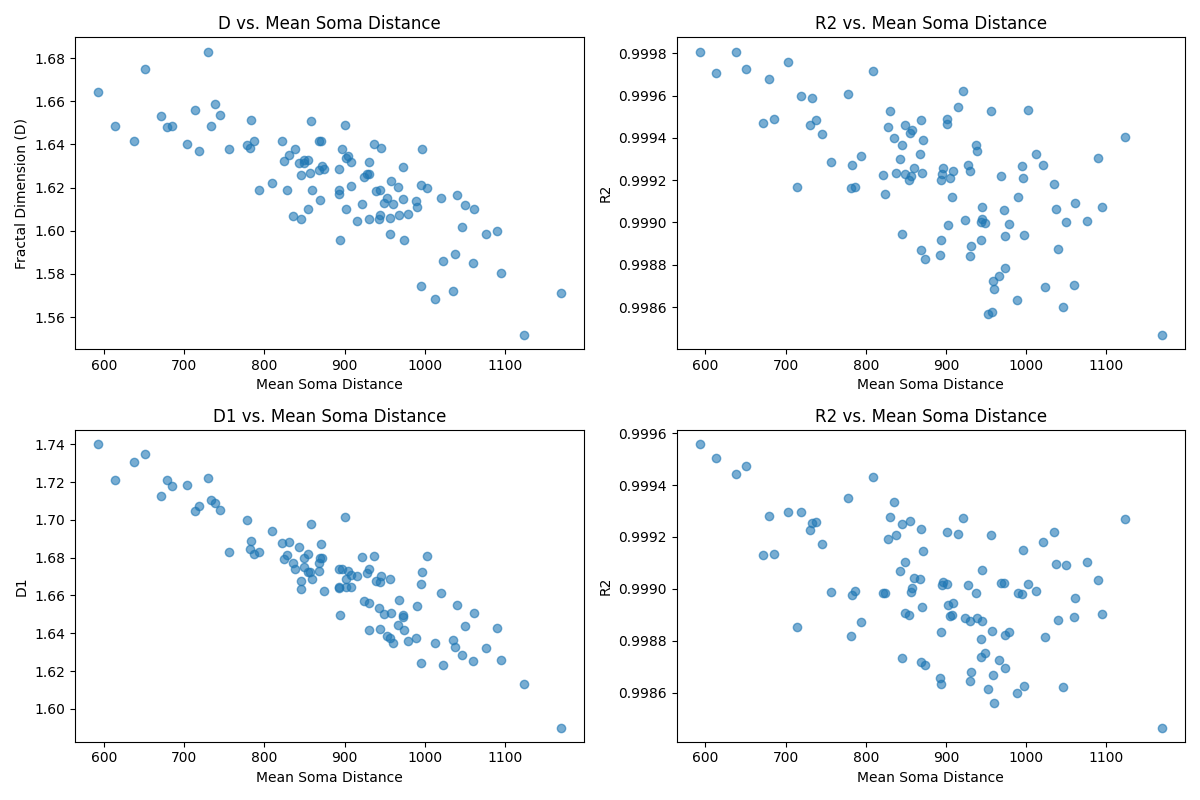 D vs. Mean Soma Distance
Fractal Dimension (D)
1.68
1.66
1.64
1.62
1.60
1.58
1.56
600 700 800 900 1000 1100
Mean Soma Distance
R2 vs. Mean Soma Distance
R2
0.9998
0.9996
0.9994
0.9992
0.9990
0.9988
0.9986
600 700 800 900 1000 1100
Mean Soma Distance
D1 vs. Mean Soma Distance
D1
1.74
1.72
1.70
1.68
1.66
1.64
1.62
1.60
600 700 800 900 1000 1100
Mean Soma Distance
R2 vs. Mean Soma Distance
R2
0.9996
0.9994
0.9992
0.9990
0.9988
0.9986
600 700 800 900 1000 1100
Mean Soma Distance